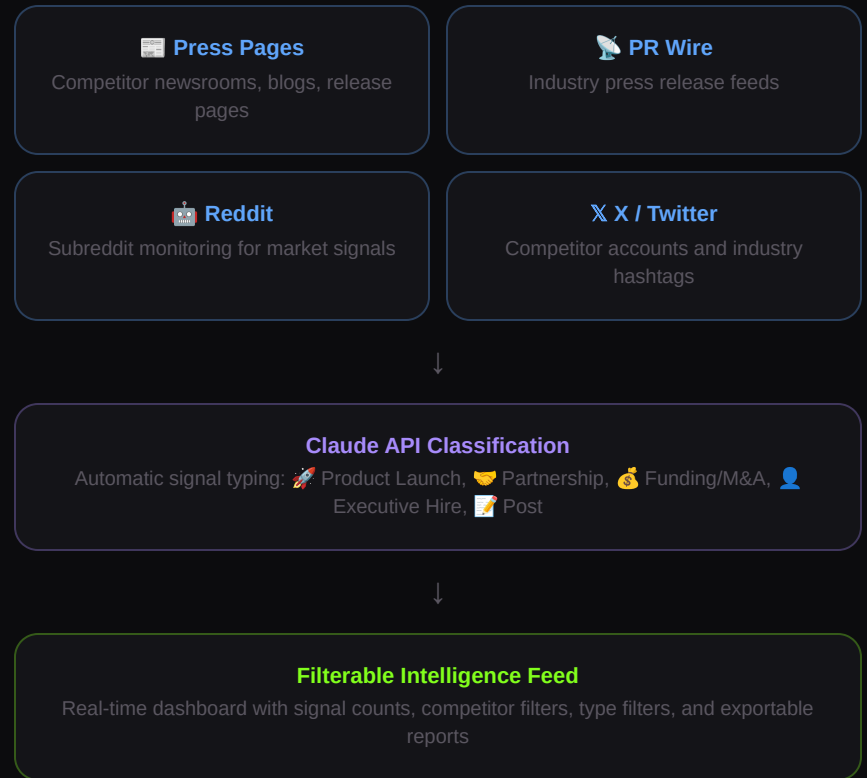 📰 Press Pages
Competitor newsrooms, blogs, release
pages
📡 PR Wire
Industry press release feeds
🤖 Reddit
Subreddit monitoring for market signals
𝕏 X / Twitter
Competitor accounts and industry
hashtags
↓
Claude API Classification
Automatic signal typing: 🚀 Product Launch, 🤝 Partnership, 💰 Funding/M&A, 👤
Executive Hire, 📝 Post
↓
Filterable Intelligence Feed
Real-time dashboard with signal counts, competitor filters, type filters, and exportable
reports